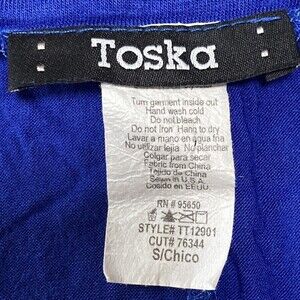 Toska
Turn garment inside out
Hand wash cold
Do not bleach
Do not Iron Hang to dry
Lavar a mano en agua fria
No utilizar lejia No planchar
Colgar para secar
Fabric from China
Tejido de China
Sewn in U.S.A.
Cosido en EEUU.
RN # 95650
STYLE# TT12901
CUT# 76344
S/Chico